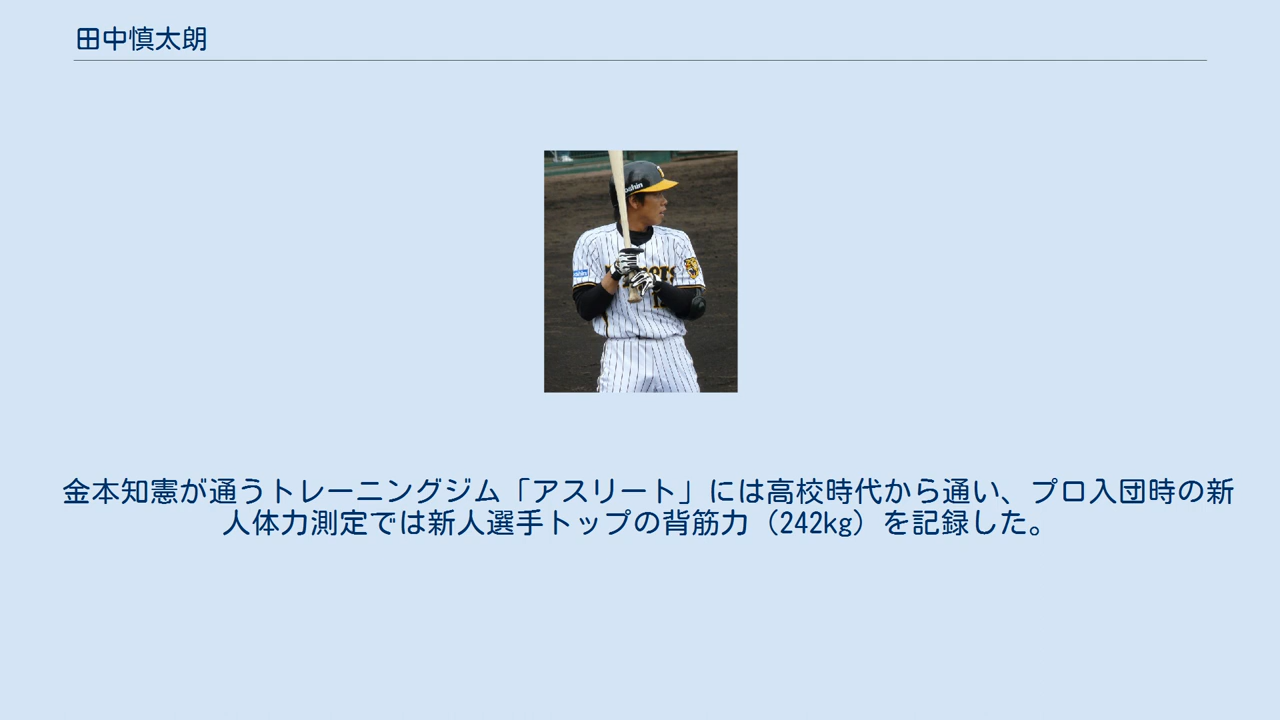 田中慎太朗
金本知憲が通うトレーニングジム「アスリート」には高校時代から通い、プロ入団時の新
人体力測定では新人選手トップの背筋力（242kg）を記録した。